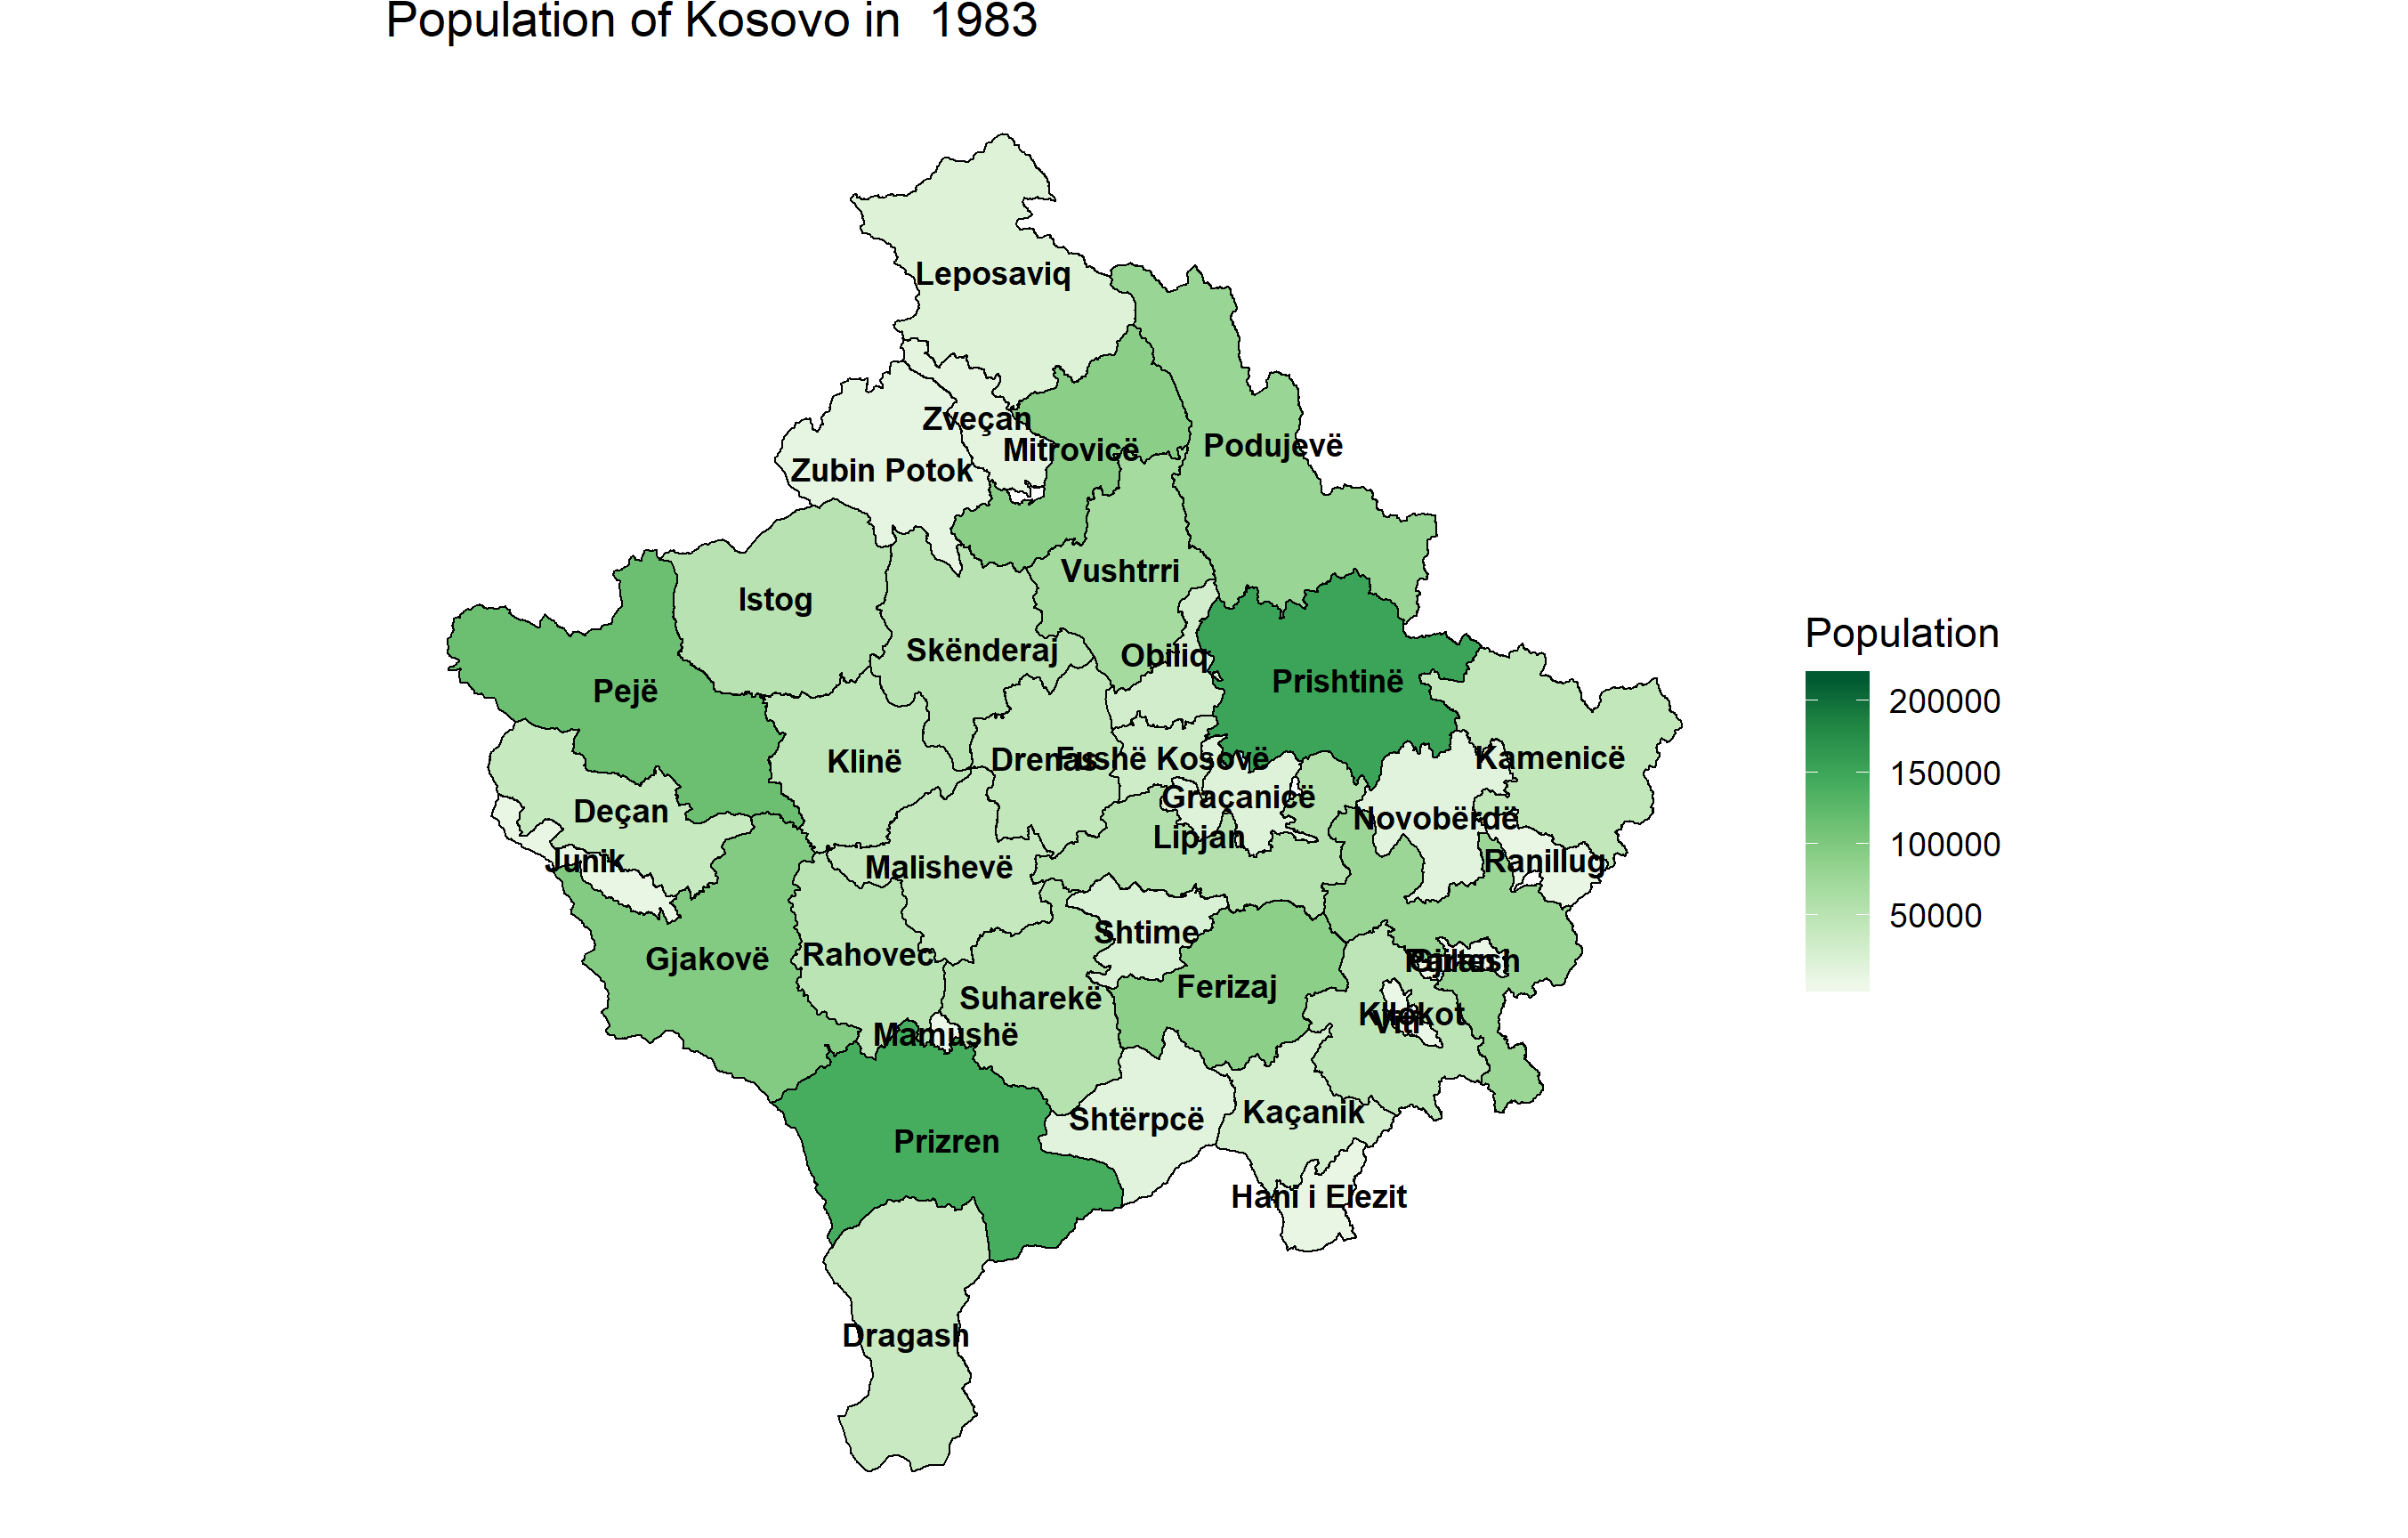 Population of Kosovo in  1983
Leposaviq
Zveçan
Mitrovicë
Podujevë
Zubin Potok
Vushtrri
Istog
Skënderaj
Obiliq
Prishtinë
Pejë
Klinë
Drenas
Fushë Kosovë
Kamenicë
Graçanicë
Deçan
Novobërdë
Lipjan
Junik
Malishevë
Ranillug
Shtime
Gjakovë
Rahovec
Gjilan
Partesh
Ferizaj
Suharekë
Kllokot
Viti
Mamushë
Shtërpcë
Kaçanik
Prizren
Hani i Elezit
Dragash
Population
200000
150000
100000
50000